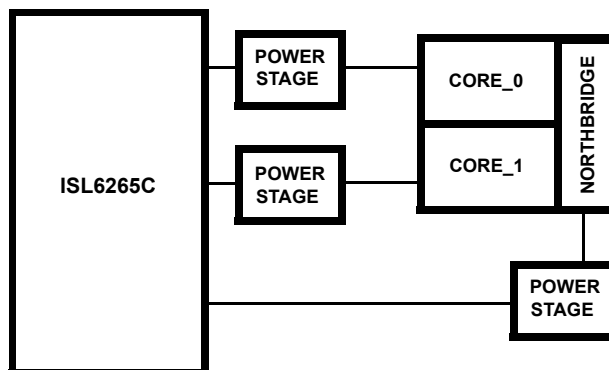 POWER
STAGE
CORE_0
NORTHBRIDGE
ISL6265C
POWER
STAGE
CORE_1
POWER
STAGE